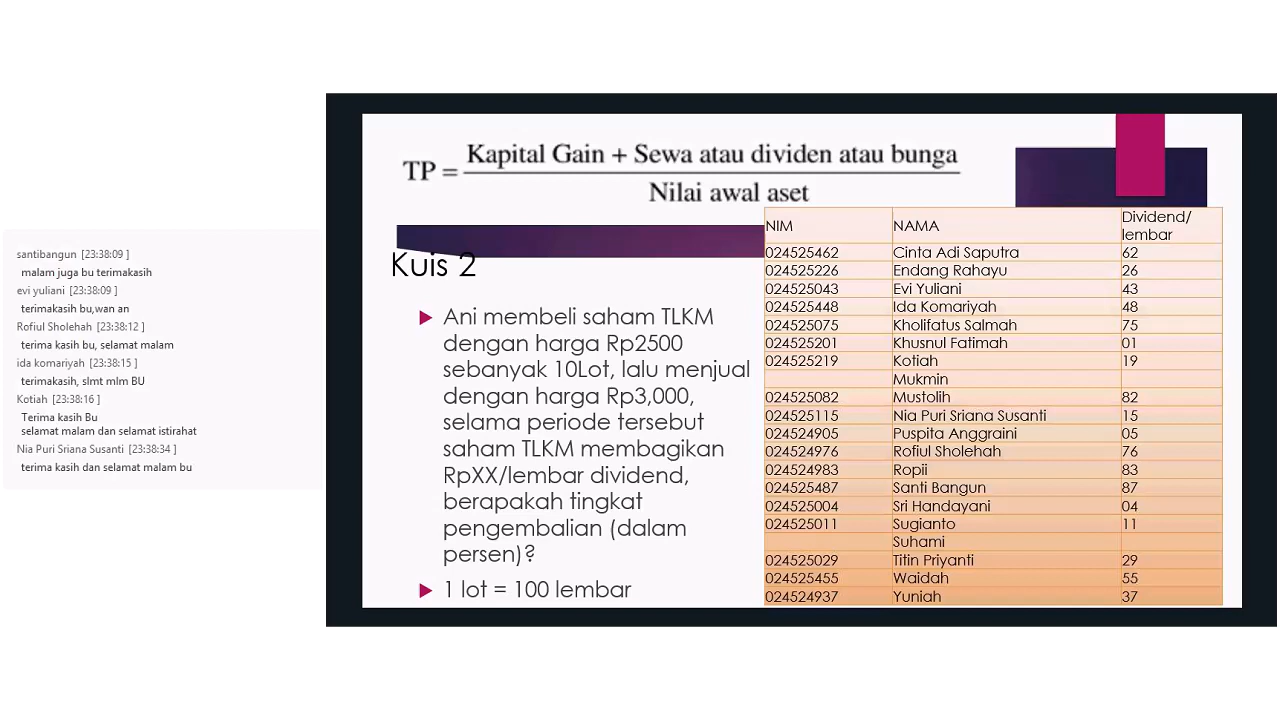 santibangun [23:38:09 ]
malam juga bu terimakasih
evi yuliani [23:38:09 ]
terimakasih bu,wan an
Rofiul Sholehah [23:38:12 ]
terima kasih bu, selamat malam
ida komariyah [23:38:15 ]
terimakasih, slmt mlm BU
Kotiah [23:38:16 ]
Terima kasih Bu
selamat malam dan selamat istirahat
Nia Puri Sriana Susanti [23:38:34 ]
terima kasih dan selamat malam bu
TP = Kapital Gain + Sewa atau dividen atau bunga
Nilai awal aset
Kuis 2
Ani membeli saham TLKM
dengan harga Rp2500
sebanyak 10Lot, lalu menjual
dengan harga Rp3,000,
selama periode tersebut
saham TLKM membagikan
RpXX/lembar dividend,
berapakah tingkat
pengembalian (dalam
persen)?
1 lot = 100 lembar
NIM NAMA Dividend/
lembar
024525462 Cinta Adi Saputra 62
024525226 Endang Rahayu 26
024525043 Evi Yuliani 43
024525448 Ida Komariyah 48
024525075 Kholifatus Salmah 75
024525201 Khusnul Fatimah 01
024525219 Kotiah 19
Mukmin
024525082 Mustolih 82
024525115 Nia Puri Sriana Susanti 15
024524905 Puspita Anggraini 05
024524976 Rofiul Sholehah 76
024524983 Ropii 83
024525487 Santi Bangun 87
024525004 Sri Handayani 04
024525011 Sugianto 11
Suhami
024525029 Titin Priyanti 29
024525455 Waidah 55
024524937 Yuniah 37